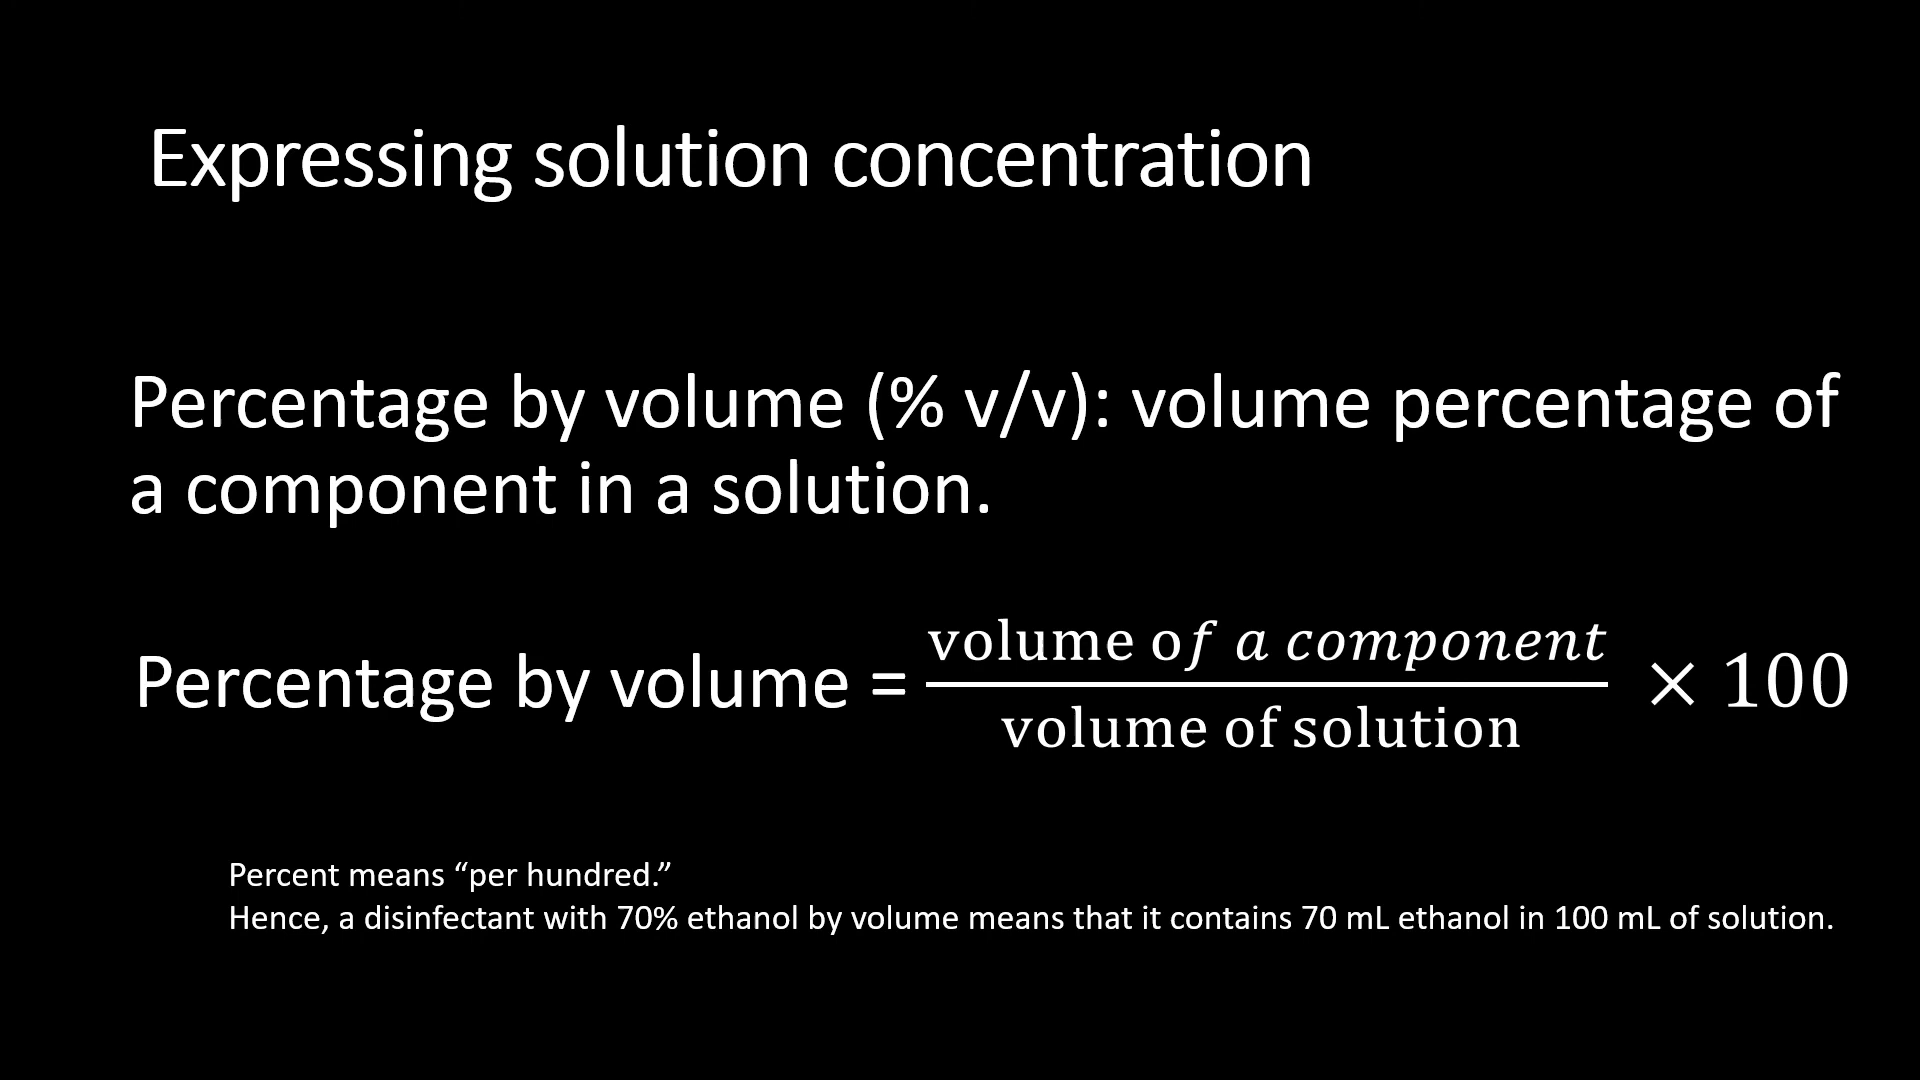 Expressing solution concentration
Percentage by volume (% v/v): volume percentage of
a component in a solution.
Percentage by volume = volume of a component / volume of solution × 100
Percent means “per hundred.”
Hence, a disinfectant with 70% ethanol by volume means that it contains 70 mL ethanol in 100 mL of solution.